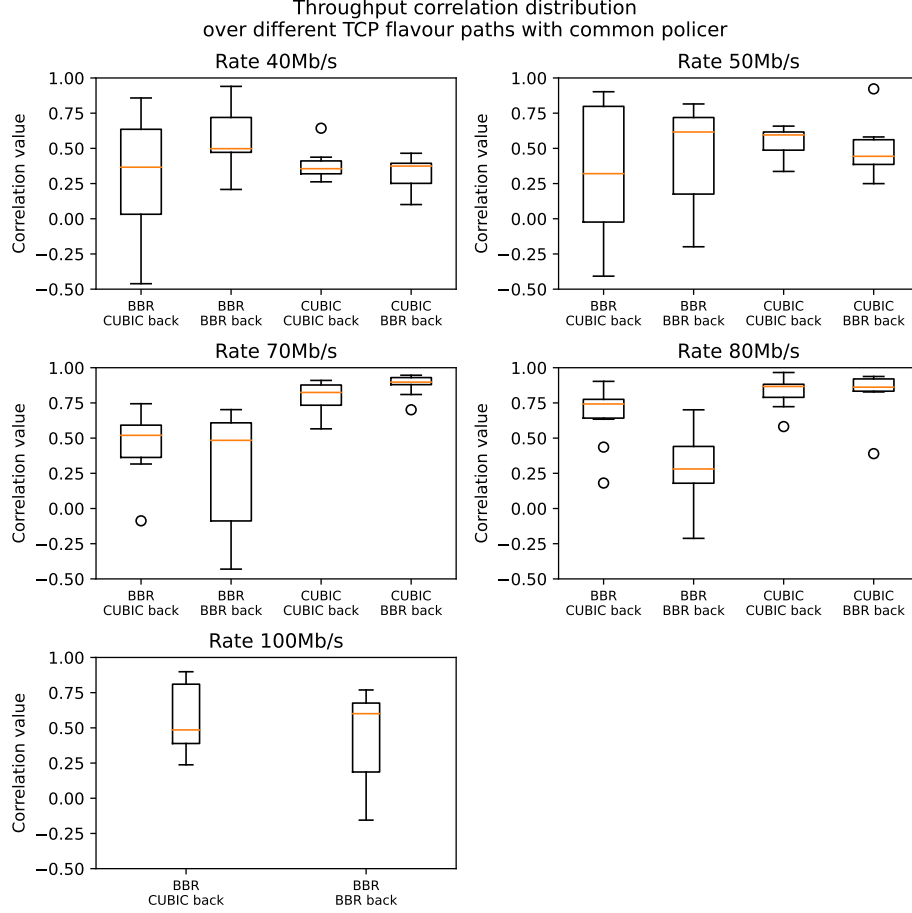 Throughput correlation distribution
over different TCP flavour paths with common policer
Rate 40Mb/s
Correlation value
1.00
0.75
0.50
0.25
0.00
−0.25
−0.50
BBR
CUBIC back
BBR
BBR back
CUBIC
CUBIC back
CUBIC
BBR back
Rate 50Mb/s
Correlation value
1.00
0.75
0.50
0.25
0.00
−0.25
−0.50
BBR
CUBIC back
BBR
BBR back
CUBIC
CUBIC back
CUBIC
BBR back
Rate 70Mb/s
Correlation value
1.00
0.75
0.50
0.25
0.00
−0.25
−0.50
BBR
CUBIC back
BBR
BBR back
CUBIC
CUBIC back
CUBIC
BBR back
Rate 80Mb/s
Correlation value
1.00
0.75
0.50
0.25
0.00
−0.25
−0.50
BBR
CUBIC back
BBR
BBR back
CUBIC
CUBIC back
CUBIC
BBR back
Rate 100Mb/s
Correlation value
1.00
0.75
0.50
0.25
0.00
−0.25
−0.50
BBR
CUBIC back
BBR
BBR back